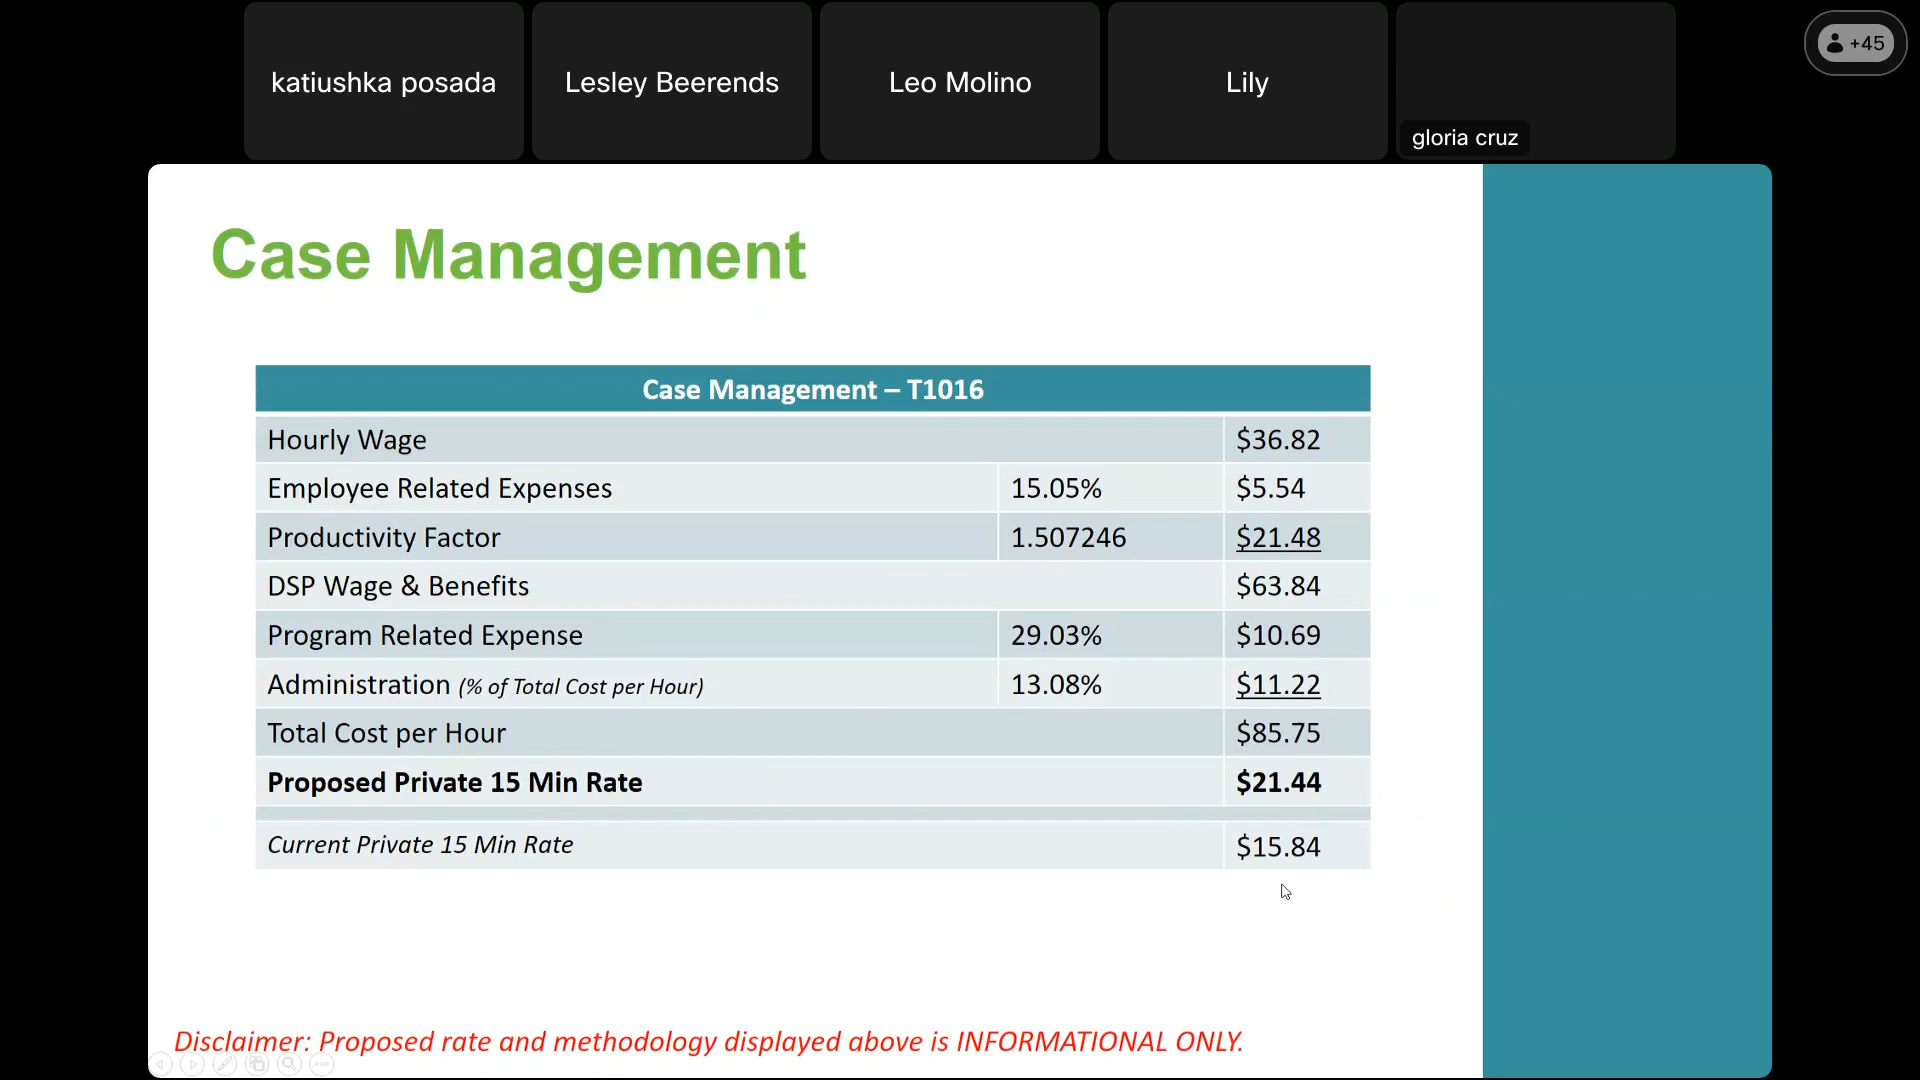 katiushka posada
Lesley Beerends
Leo Molino
Lily
gloria cruz
+45
Case Management
Case Management – T1016
Hourly Wage $36.82
Employee Related Expenses 15.05% $5.54
Productivity Factor 1.507246 $21.48
DSP Wage & Benefits $63.84
Program Related Expense 29.03% $10.69
Administration (% of Total Cost per Hour) 13.08% $11.22
Total Cost per Hour $85.75
Proposed Private 15 Min Rate $21.44
Current Private 15 Min Rate $15.84
Disclaimer: Proposed rate and methodology displayed above is INFORMATIONAL ONLY.